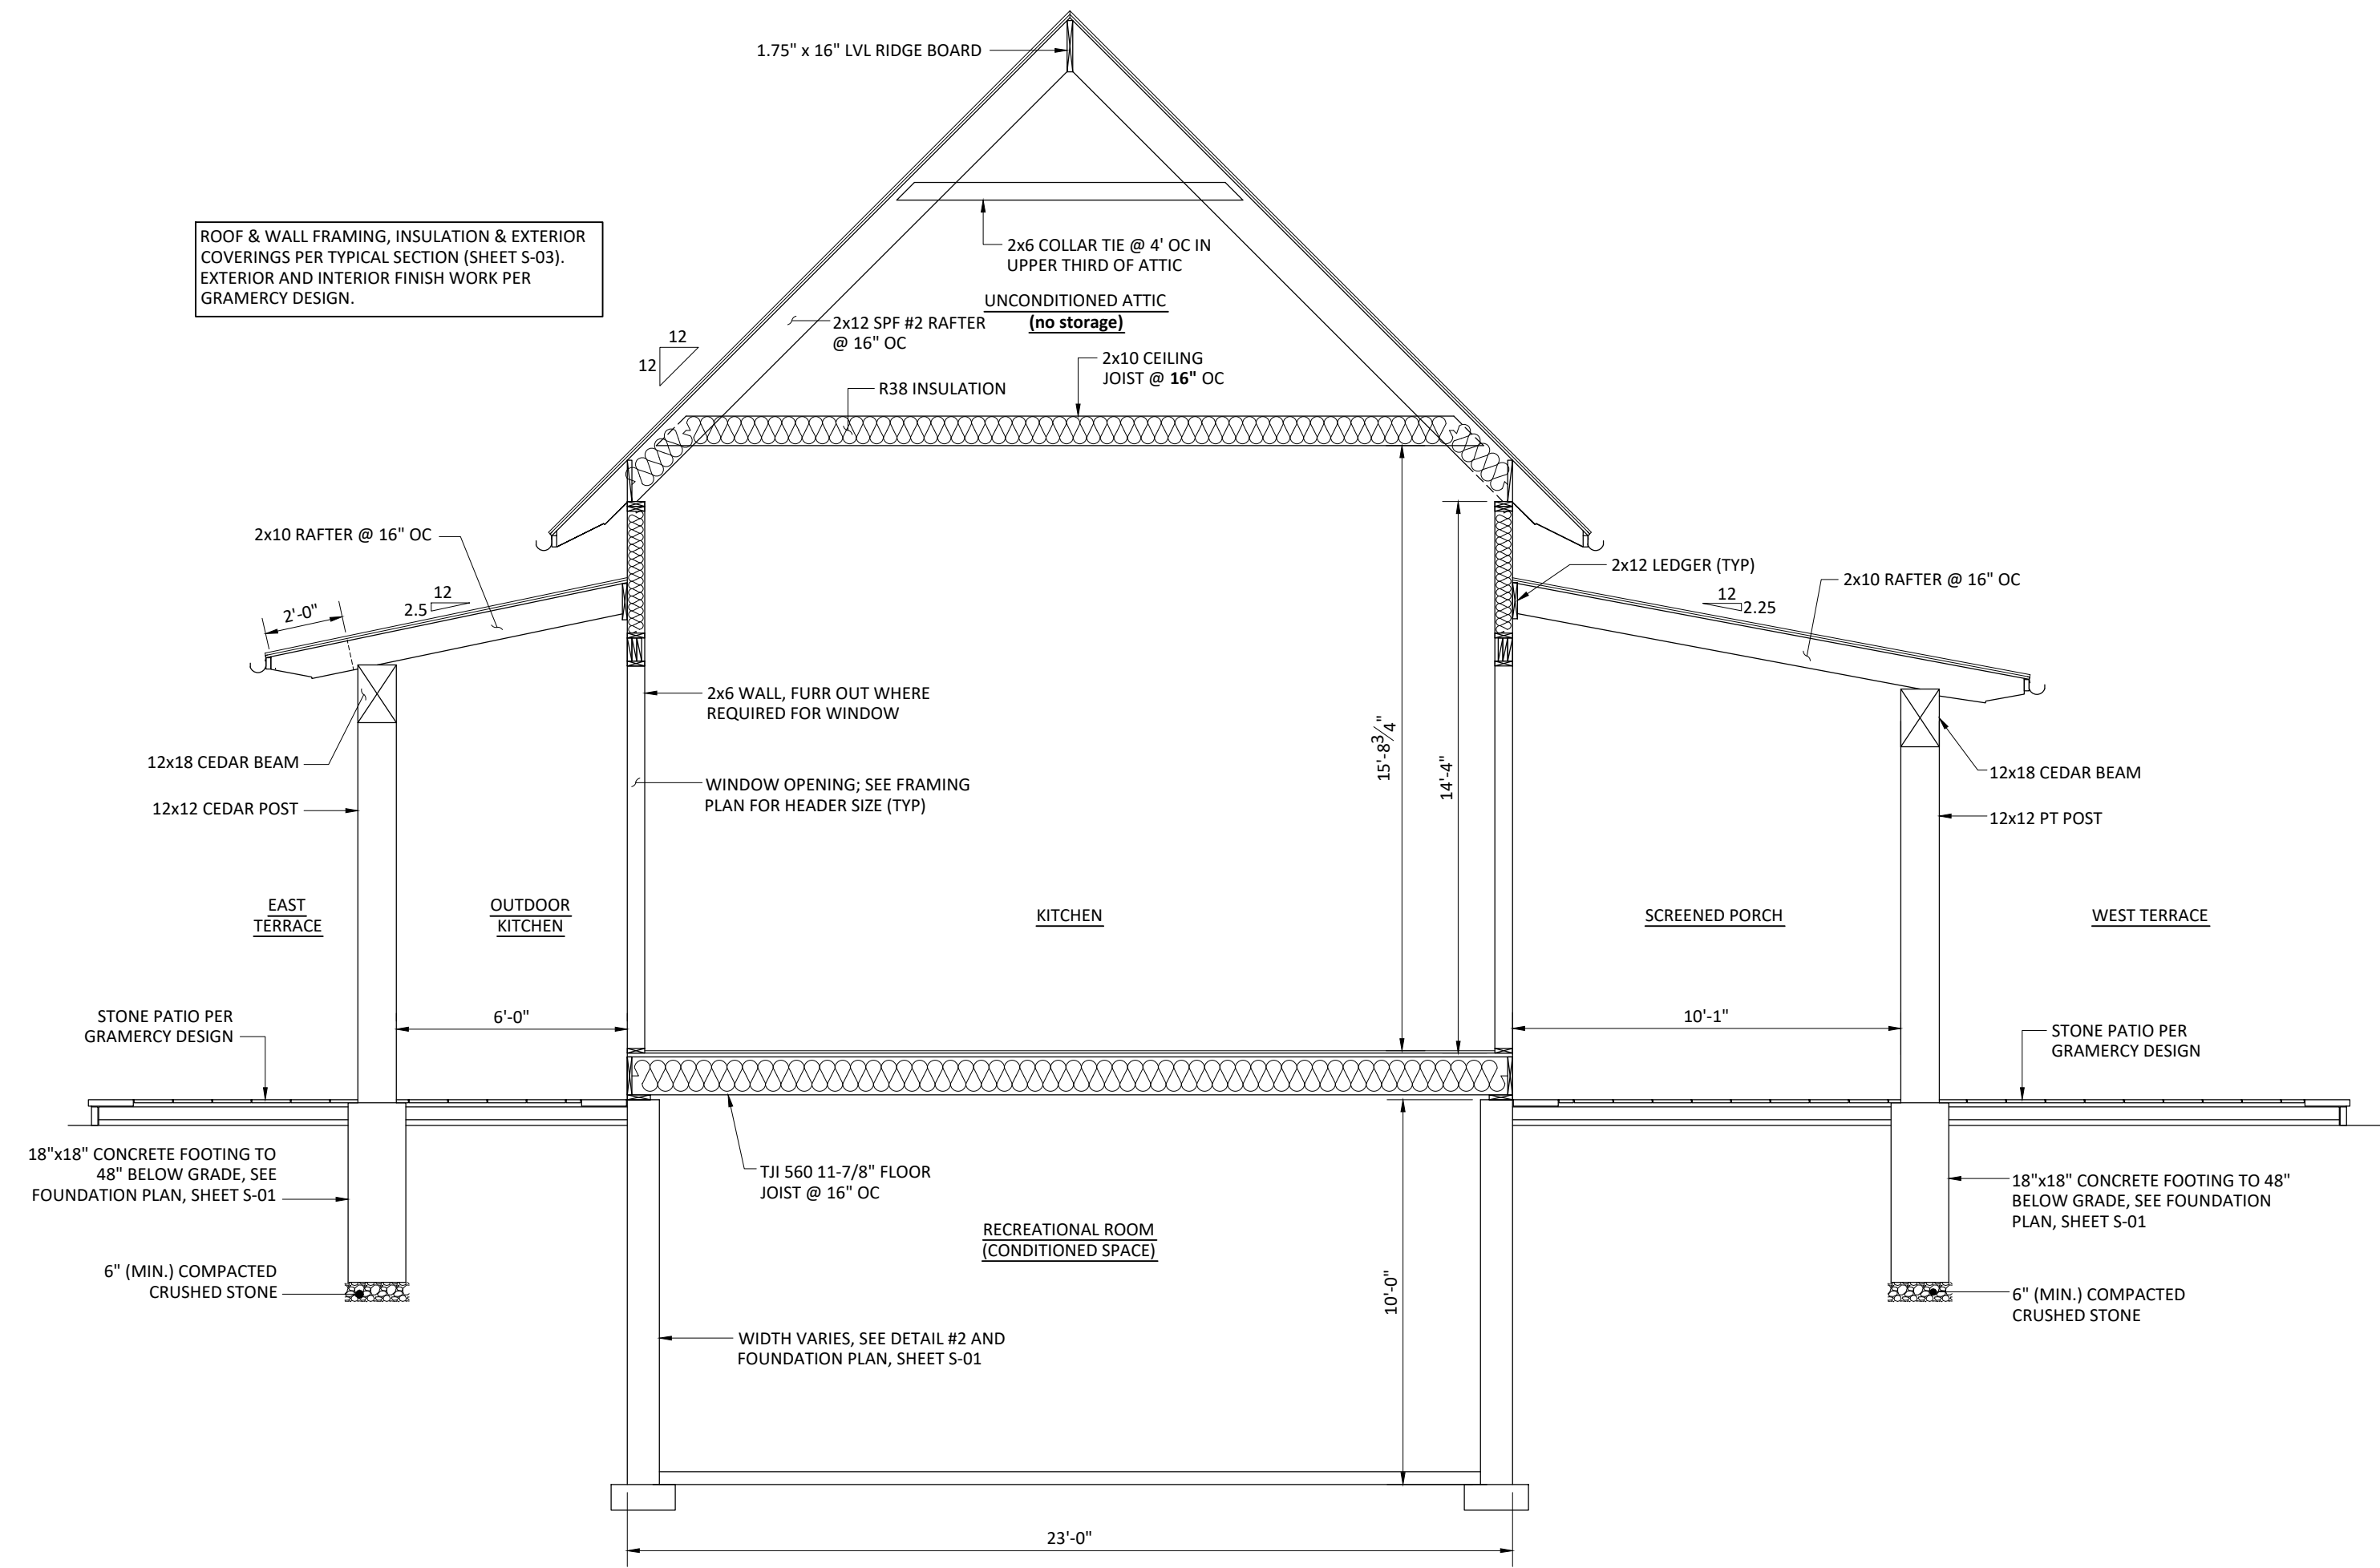 1.75" x 16" LVL RIDGE BOARD
ROOF & WALL FRAMING, INSULATION & EXTERIOR
COVERINGS PER TYPICAL SECTION (SHEET S-03).
EXTERIOR AND INTERIOR FINISH WORK PER
GRAMERCY DESIGN.
2x6 COLLAR TIE @ 4' OC IN
UPPER THIRD OF ATTIC
UNCONDITIONED ATTIC
(no storage)
2x12 SPF #2 RAFTER
@ 16" OC
12
12
2x10 CEILING
JOIST @ 16" OC
R38 INSULATION
2x10 RAFTER @ 16" OC
2x12 LEDGER (TYP)
2x10 RAFTER @ 16" OC
12
2.5
2'-0"
12
2.25
2x6 WALL, FURR OUT WHERE
REQUIRED FOR WINDOW
15'-8 3/4"
14'-4"
12x18 CEDAR BEAM
12x12 CEDAR POST
WINDOW OPENING; SEE FRAMING
PLAN FOR HEADER SIZE (TYP)
12x18 CEDAR BEAM
12x12 PT POST
EAST
TERRACE
OUTDOOR
KITCHEN
KITCHEN
SCREENED PORCH
WEST TERRACE
STONE PATIO PER
GRAMERCY DESIGN
6'-0"
10'-1"
STONE PATIO PER
GRAMERCY DESIGN
18"x18" CONCRETE FOOTING TO
48" BELOW GRADE, SEE
FOUNDATION PLAN, SHEET S-01
TJI 560 11-7/8" FLOOR
JOIST @ 16" OC
18"x18" CONCRETE FOOTING TO 48"
BELOW GRADE, SEE FOUNDATION
PLAN, SHEET S-01
RECREATIONAL ROOM
(CONDITIONED SPACE)
6" (MIN.) COMPACTED
CRUSHED STONE
10'-0"
6" (MIN.) COMPACTED
CRUSHED STONE
WIDTH VARIES, SEE DETAIL #2 AND
FOUNDATION PLAN, SHEET S-01
23'-0"